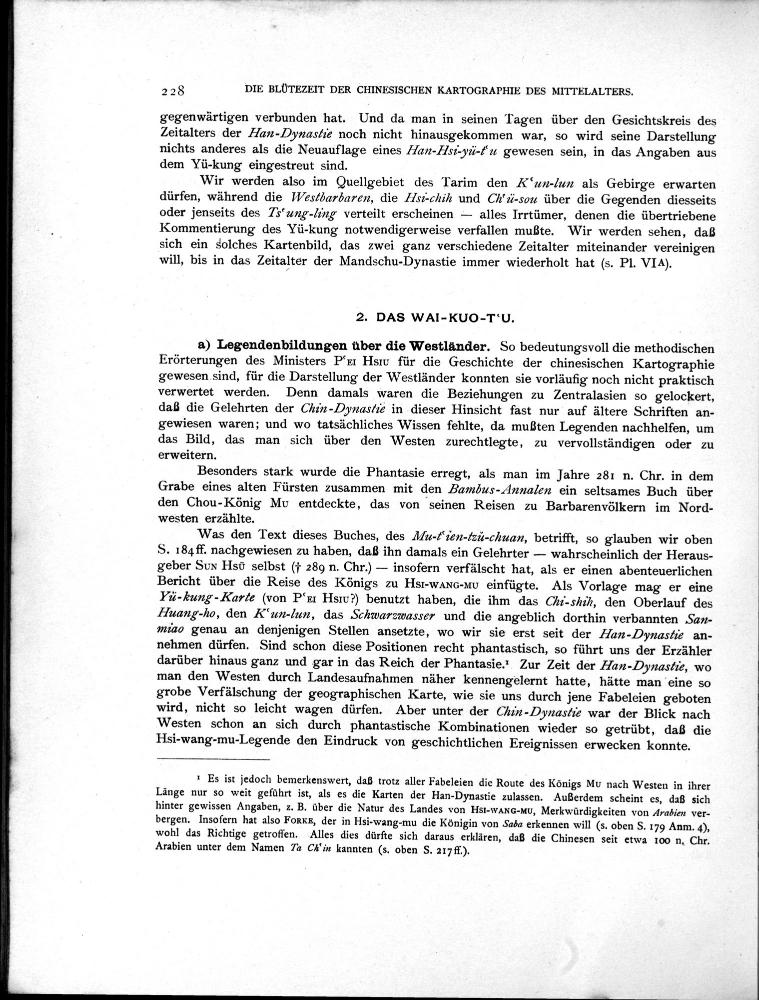 228 DIE BLÜTEZEIT DER CHINESISCHEN KARTOGRAPHIE DES MITTELALTERS.
gegenwärtigen verbunden hat. Und da man in seinen Tagen über den Gesichtskreis des
Zeitalters der Han-Dynastie noch nicht hinausgekommen war, so wird seine Darstellung
nichts anderes als die Neuauflage eines Han-Hsi-yü-tʻu gewesen sein, in das Angaben aus
dem Yü-kung eingestreut sind.
Wir werden also im Quellgebiet des Tarim den Kʻun-lun als Gebirge erwarten
dürfen, während die Westbarbaren, die Hsi-chih und Chʻü-sou über die Gegenden diesseits
oder jenseits des Tsʻung-ling verteilt erscheinen — alles Irrtümer, denen die übertriebene
Kommentierung des Yü-kung notwendigerweise verfallen mußte. Wir werden sehen, daß
sich ein solches Kartenbild, das zwei ganz verschiedene Zeitalter miteinander vereinigen
will, bis in das Zeitalter der Mandschu-Dynastie immer wiederholt hat (s. Pl. VIA).
2. DAS WAI-KUO-TʻU.
a) Legendenbildungen über die Westländer. So bedeutungsvoll die methodischen
Erörterungen des Ministers Pʻei Hsiu für die Geschichte der chinesischen Kartographie
gewesen sind, für die Darstellung der Westländer konnten sie vorläufig noch nicht praktisch
verwertet werden. Denn damals waren die Beziehungen zu Zentralasien so gelockert,
daß die Gelehrten der Chin-Dynastie in dieser Hinsicht fast nur auf ältere Schriften an-
gewiesen waren; und wo tatsächliches Wissen fehlte, da mußten Legenden nachhelfen, um
das Bild, das man sich über den Westen zurechtlegte, zu vervollständigen oder zu
erweitern.
Besonders stark wurde die Phantasie erregt, als man im Jahre 281 n. Chr. in dem
Grabe eines alten Fürsten zusammen mit den Bambus-Annalen ein seltsames Buch über
den Chou-König Mu entdeckte, das von seinen Reisen zu Barbarenvölkern im Nord-
westen erzählte.
Was den Text dieses Buches, des Mu-tʻien-tzü-chuan, betrifft, so glauben wir oben
S. 184ff. nachgewiesen zu haben, daß ihn damals ein Gelehrter — wahrscheinlich der Heraus-
geber Sun Hsü selbst († 289 n. Chr.) — insofern verfälscht hat, als er einen abenteuerlichen
Bericht über die Reise des Königs zu Hsi-wang-mu einfügte. Als Vorlage mag er eine
Yü-kung-Karte (von Pʻei Hsiu?) benutzt haben, die ihm das Chi-shih, den Oberlauf des
Huang-ho, den Kʻun-lun, das Schwarzwasser und die angeblich dorthin verbannten San-
miao genau an denjenigen Stellen ansetzte, wo wir sie erst seit der Han-Dynastie an-
nehmen dürfen. Sind schon diese Positionen recht phantastisch, so führt uns der Erzähler
darüber hinaus ganz und gar in das Reich der Phantasie.¹ Zur Zeit der Han-Dynastie, wo
man den Westen durch Landesaufnahmen näher kennengelernt hatte, hätte man eine so
grobe Verfälschung der geographischen Karte, wie sie uns durch jene Fabeleien geboten
wird, nicht so leicht wagen dürfen. Aber unter der Chin-Dynastie war der Blick nach
Westen schon an sich durch phantastische Kombinationen wieder so getrübt, daß die
Hsi-wang-mu-Legende den Eindruck von geschichtlichen Ereignissen erwecken konnte.
¹ Es ist jedoch bemerkenswert, daß trotz aller Fabeleien die Route des Königs Mu nach Westen in ihrer
Länge nur so weit geführt ist, als es die Karten der Han-Dynastie zulassen. Außerdem scheint es, daß sich
hinter gewissen Angaben, z. B. über die Natur des Landes von Hsi-wang-mu, Merkwürdigkeiten von Arabien ver-
bergen. Insofern hat also Forke, der in Hsi-wang-mu die Königin von Saba erkennen will (s. oben S. 179 Anm. 4),
wohl das Richtige getroffen. Alles dies dürfte sich daraus erklären, daß die Chinesen seit etwa 100 n. Chr.
Arabien unter dem Namen Ta Chʻin kannten (s. oben S. 217ff.).